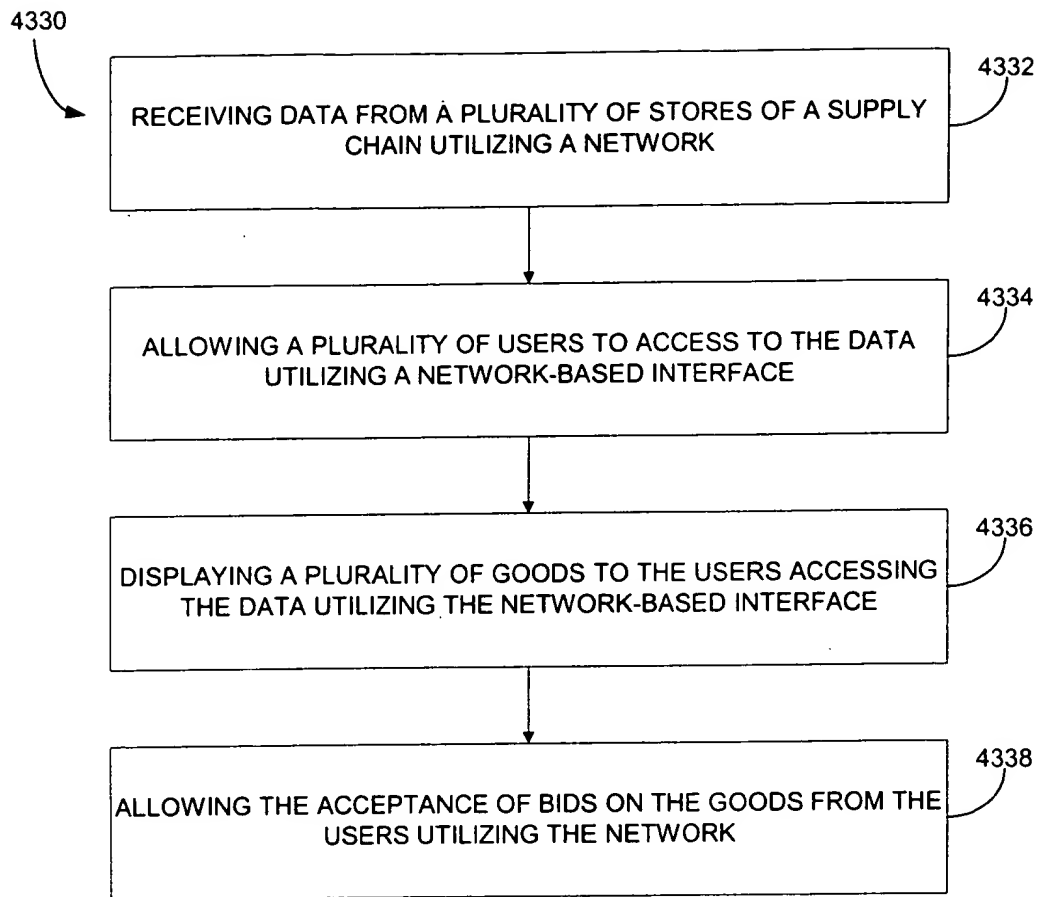 4330
4332
RECEIVING DATA FROM A PLURALITY OF STORES OF A SUPPLY
CHAIN UTILIZING A NETWORK
4334
ALLOWING A PLURALITY OF USERS TO ACCESS TO THE DATA
UTILIZING A NETWORK-BASED INTERFACE
4336
DISPLAYING A PLURALITY OF GOODS TO THE USERS ACCESSING
THE DATA UTILIZING THE NETWORK-BASED INTERFACE
4338
ALLOWING THE ACCEPTANCE OF BIDS ON THE GOODS FROM THE
USERS UTILIZING THE NETWORK